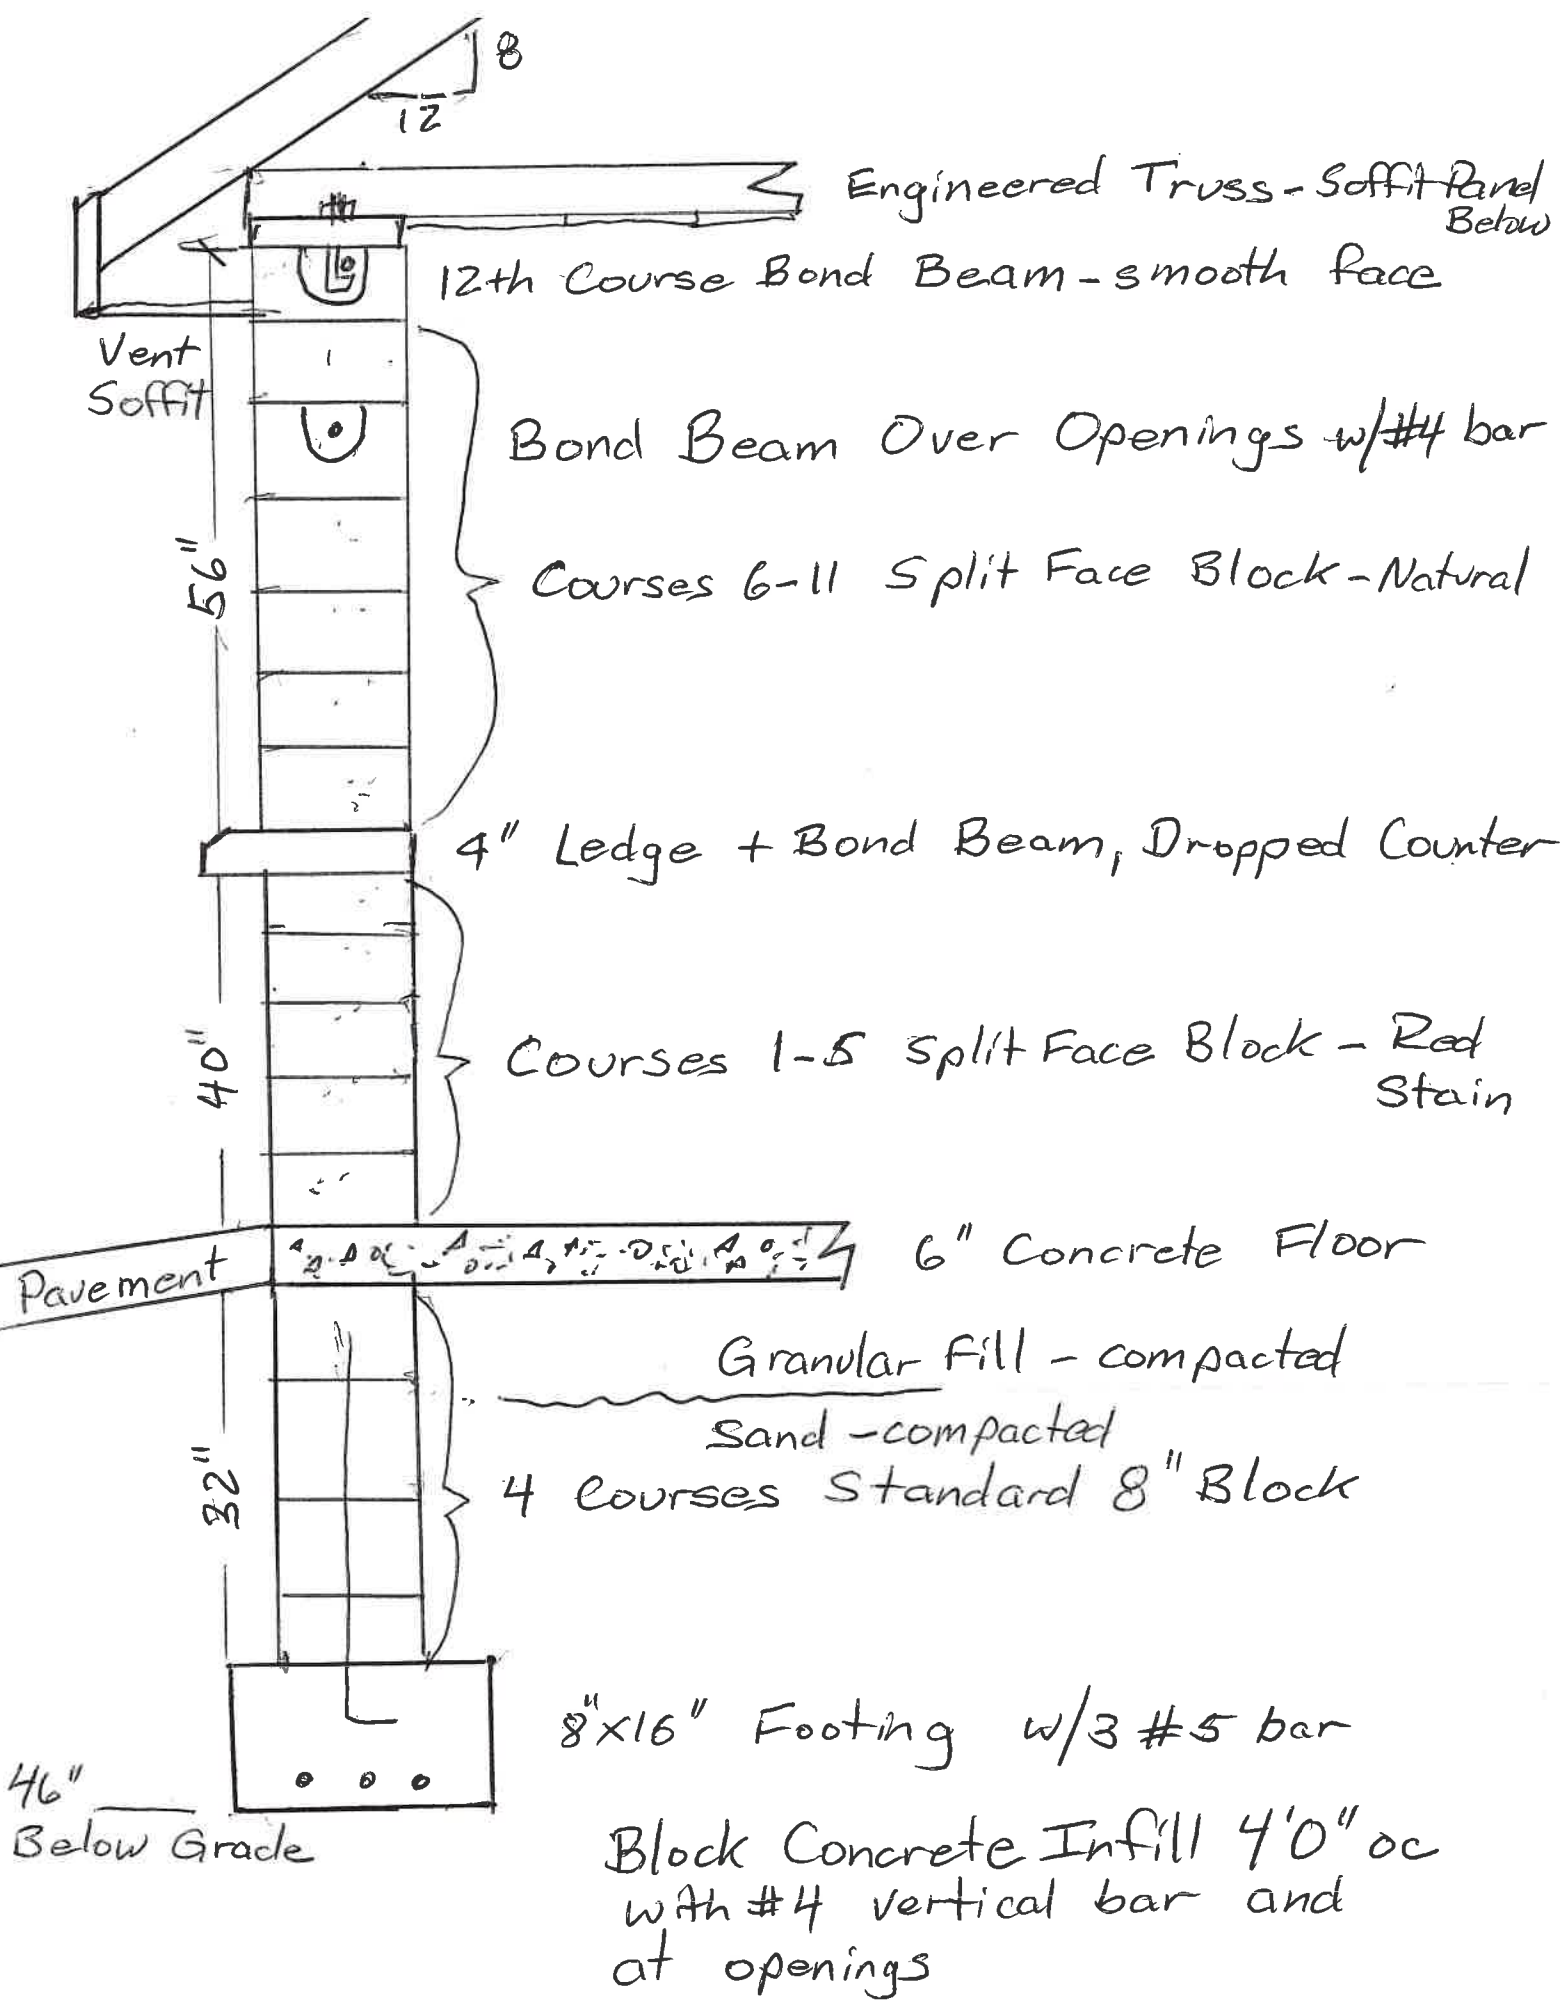 8
12
Engineered Truss - Soffit Panel
Below
12th Course Bond Beam - smooth face
Vent
Soffit
Bond Beam Over Openings w/#4 bar
56"
Courses 6-11 Split Face Block - Natural
4" Ledge + Bond Beam, Dropped Counter
40"
Courses 1-5 Split Face Block - Red
Stain
Pavement
6" Concrete Floor
Granular Fill - compacted
Sand - compacted
32"
4 Courses Standard 8" Block
8"x16" Footing w/3 #5 bar
46"
Below Grade
Block Concrete Infill 4'0" oc
with #4 vertical bar and
at openings